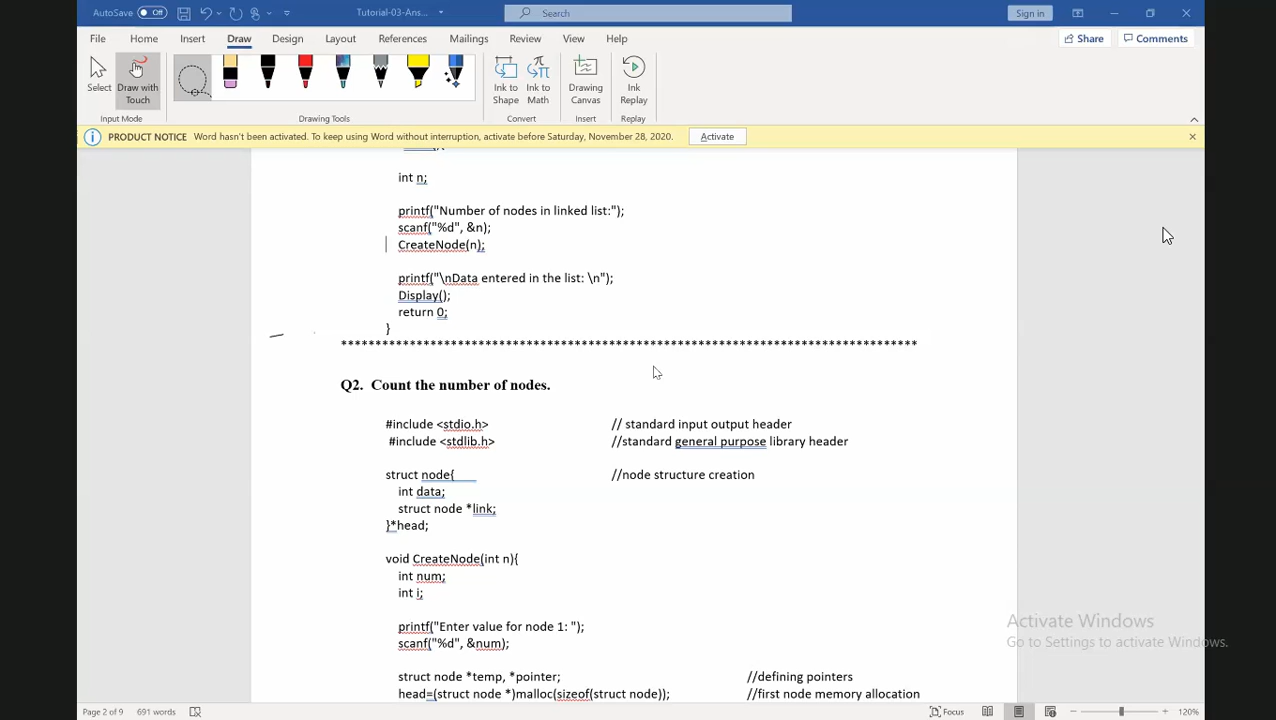 AutoSave Off Tutorial-03-Ans... Search Sign in
File Home Insert Draw Design Layout References Mailings Review View Help Share Comments
Select Draw with Touch Ink to Shape Ink to Math Drawing Canvas Ink Replay
Input Mode Drawing Tools Convert Insert Replay
PRODUCT NOTICE Word hasn't been activated. To keep using Word without interruption, activate before Saturday, November 28, 2020. Activate
int n;
printf("Number of nodes in linked list:");
scanf("%d", &n);
CreateNode(n);
printf("\nData entered in the list: \n");
Display();
return 0;
}
************************************************************************************
Q2. Count the number of nodes.
#include <stdio.h> // standard input output header
#include <stdlib.h> //standard general purpose library header
struct node{ //node structure creation
int data;
struct node *link;
}*head;
void CreateNode(int n){
int num;
int i;
printf("Enter value for node 1: ");
scanf("%d", &num);
struct node *temp, *pointer; //defining pointers
head=(struct node *)malloc(sizeof(struct node)); //first node memory allocation
Activate Windows
Go to Settings to activate Windows.
Page 2 of 9 691 words Focus 120%